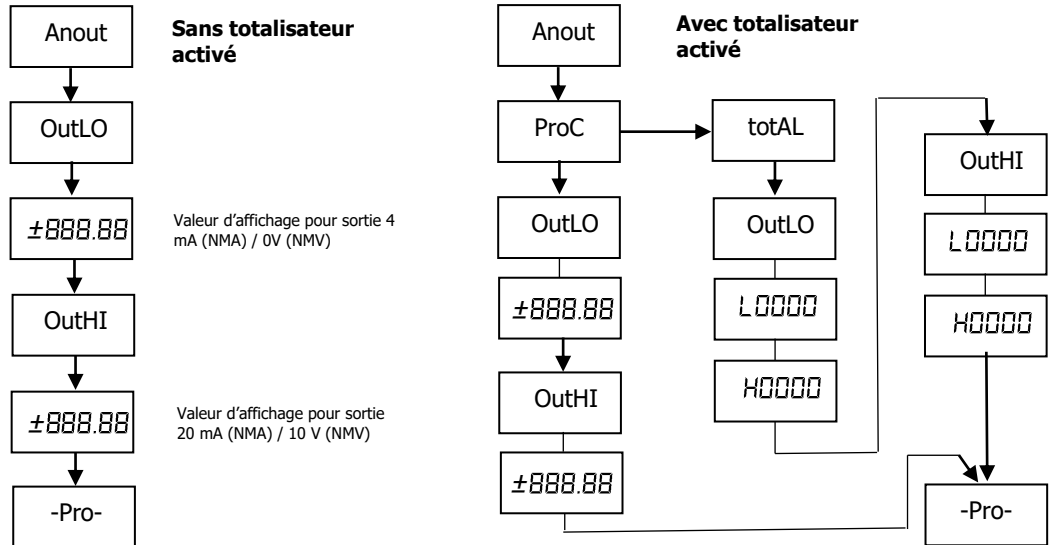 Anout
Sans totalisateur
activé
OutLO
±888.88
Valeur d’affichage pour sortie 4
mA (NMA) / 0V (NMV)
OutHI
±888.88
Valeur d’affichage pour sortie
20 mA (NMA) / 10 V (NMV)
-Pro-
Anout
Avec totalisateur
activé
ProC
totAL
OutLO
±888.88
OutHI
±888.88
OutLO
L0000
H0000
OutHI
L0000
H0000
-Pro-